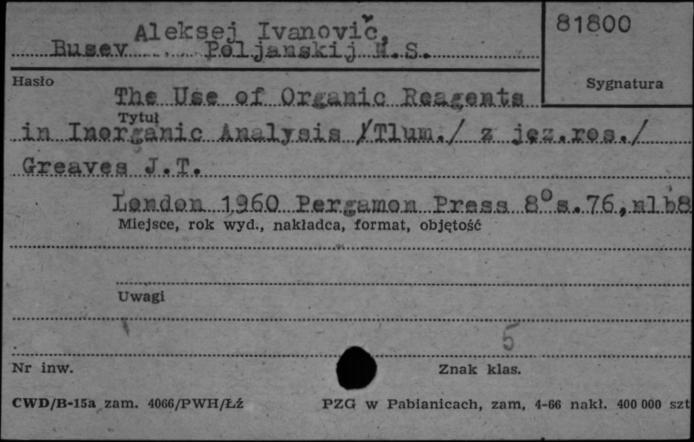 Aleksej Ivanovič,
81800
Busev Poljanskij N.S.
Hasło
Sygnatura
The Use of Organic Reagents
Tytuł
in Inorganic Analysis /Tlum./ z jęz.ros./
Greaves J.T.
London 1960 Pergamon Press 8° s.76, nlb8
Miejsce, rok wyd., nakładca, format, objętość
Uwagi
5
Nr inw.
Znak klas.
CWD/B-15a zam. 4066/PWH/Łź
PZG w Pabianicach, zam, 4-66 nakł. 400 000 szt